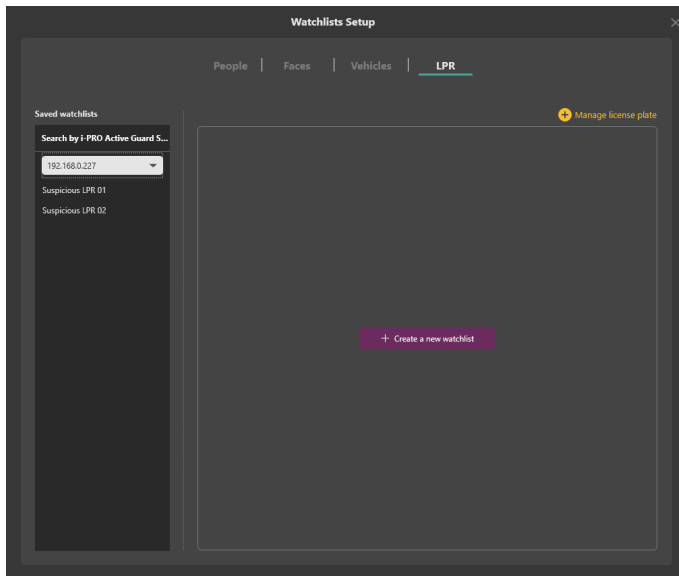 Watchlists Setup
People
Faces
Vehicles
LPR
Saved watchlists
Manage license plate
Search by i-PRO Active Guard S...
192.168.0.227
Suspicious LPR 01
Suspicious LPR 02
+ Create a new watchlist